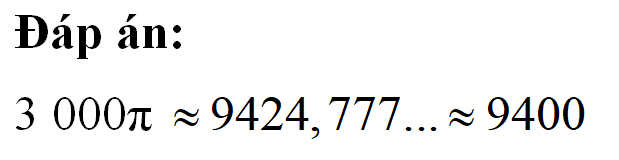 Đáp án:
3 000π ≈ 9424,777... ≈ 9400